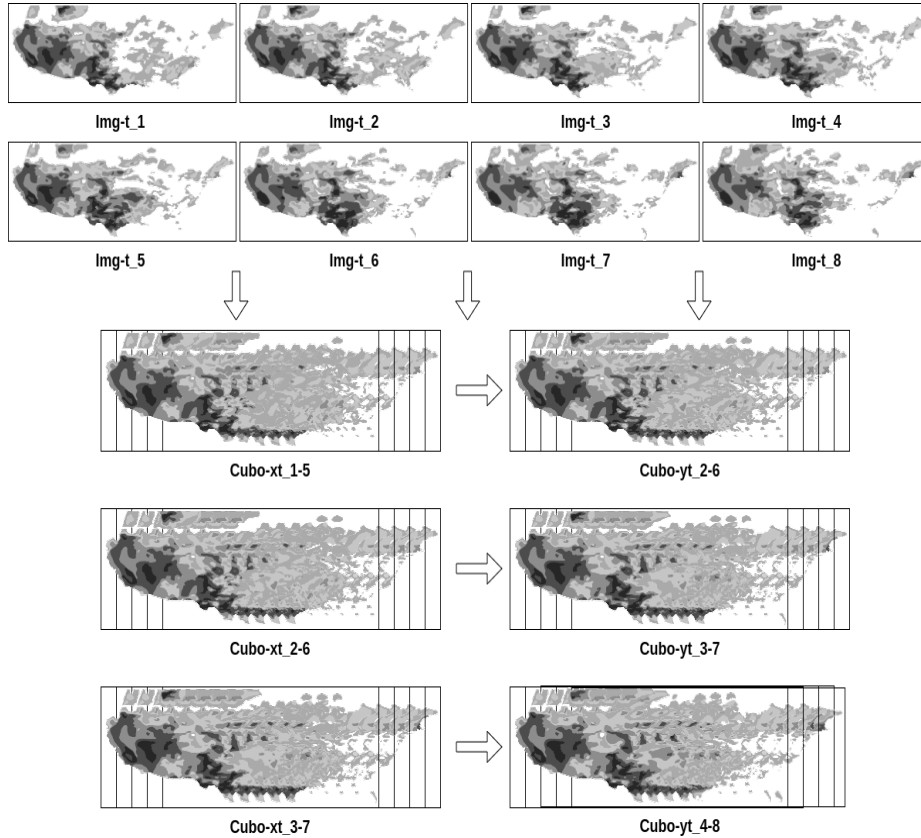 Img-t_1
Img-t_2
Img-t_3
Img-t_4
Img-t_5
Img-t_6
Img-t_7
Img-t_8
Cubo-xt_1-5
Cubo-yt_2-6
Cubo-xt_2-6
Cubo-yt_3-7
Cubo-xt_3-7
Cubo-yt_4-8